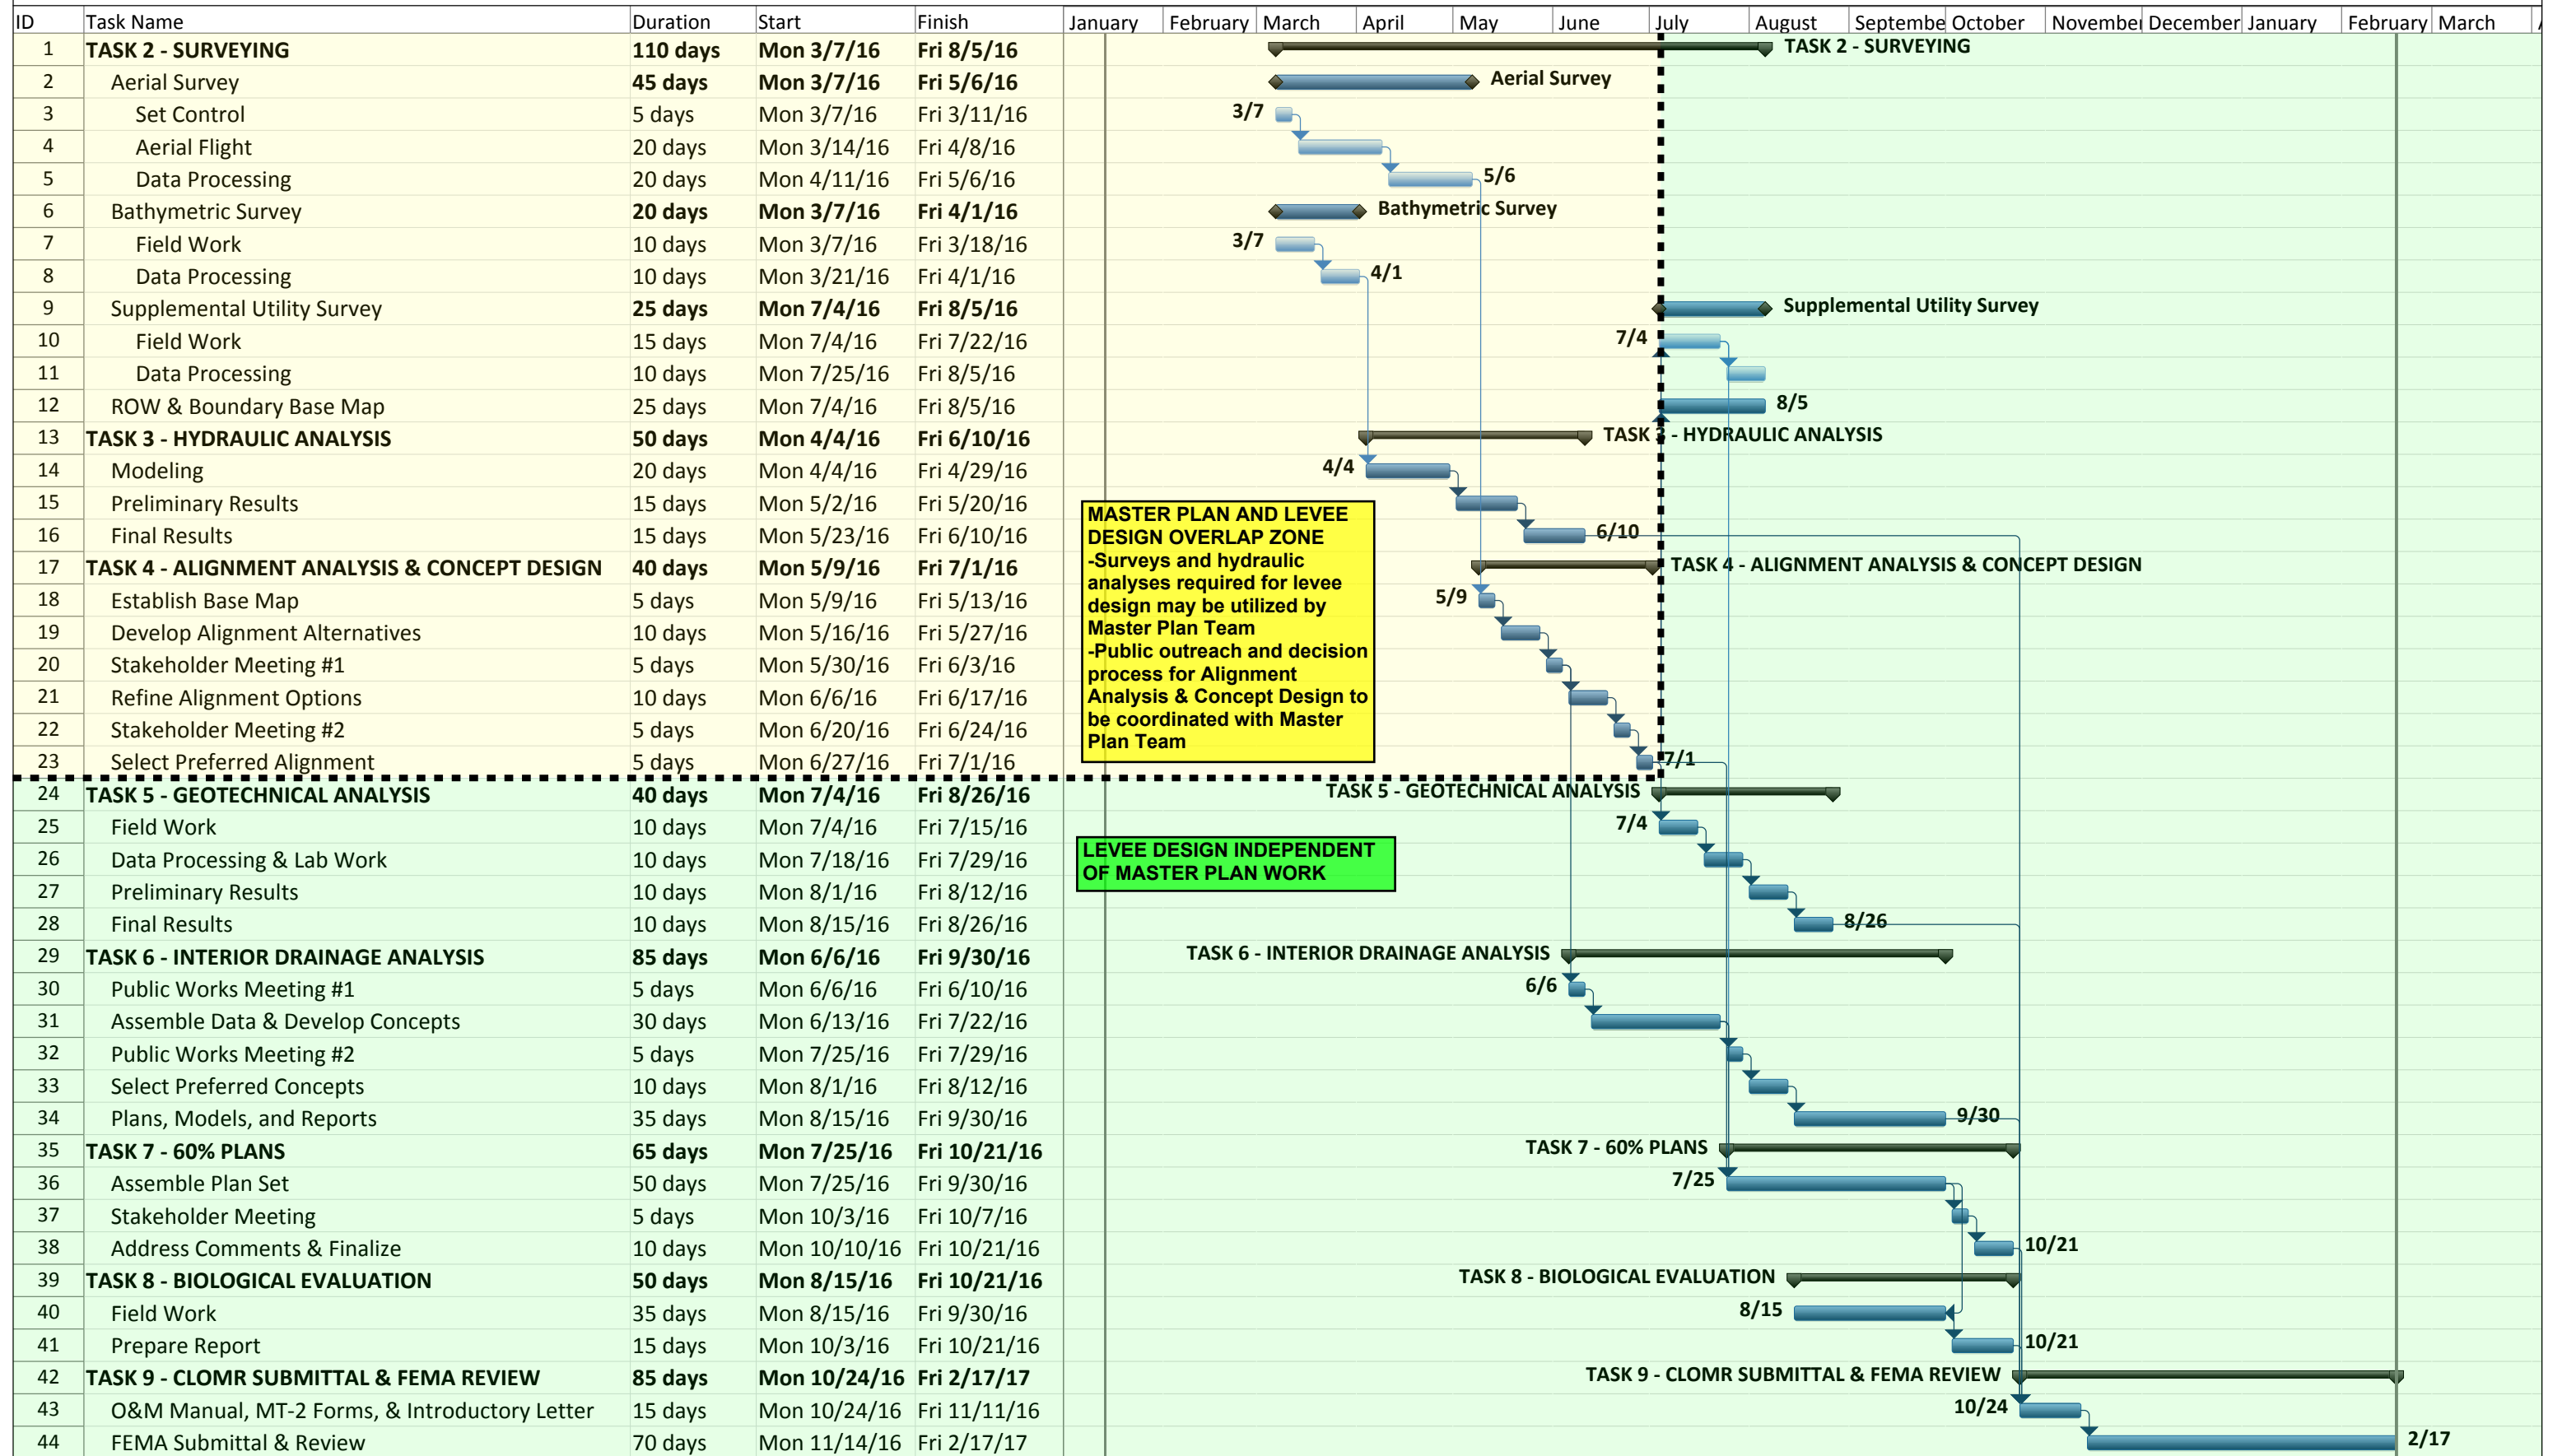 ID Task Name Duration Start Finish January February March April May June July August Septembe October November December January February March
1 TASK 2 - SURVEYING 110 days Mon 3/7/16 Fri 8/5/16 TASK 2 - SURVEYING
2 Aerial Survey 45 days Mon 3/7/16 Fri 5/6/16 Aerial Survey
3 Set Control 5 days Mon 3/7/16 Fri 3/11/16 3/7
4 Aerial Flight 20 days Mon 3/14/16 Fri 4/8/16
5 Data Processing 20 days Mon 4/11/16 Fri 5/6/16 5/6
6 Bathymetric Survey 20 days Mon 3/7/16 Fri 4/1/16 Bathymetric Survey
7 Field Work 10 days Mon 3/7/16 Fri 3/18/16 3/7
8 Data Processing 10 days Mon 3/21/16 Fri 4/1/16 4/1
9 Supplemental Utility Survey 25 days Mon 7/4/16 Fri 8/5/16 Supplemental Utility Survey
10 Field Work 15 days Mon 7/4/16 Fri 7/22/16 7/4
11 Data Processing 10 days Mon 7/25/16 Fri 8/5/16
12 ROW & Boundary Base Map 25 days Mon 7/4/16 Fri 8/5/16 8/5
13 TASK 3 - HYDRAULIC ANALYSIS 50 days Mon 4/4/16 Fri 6/10/16 TASK 3 - HYDRAULIC ANALYSIS
14 Modeling 20 days Mon 4/4/16 Fri 4/29/16 4/4
15 Preliminary Results 15 days Mon 5/2/16 Fri 5/20/16
16 Final Results 15 days Mon 5/23/16 Fri 6/10/16 6/10
17 TASK 4 - ALIGNMENT ANALYSIS & CONCEPT DESIGN 40 days Mon 5/9/16 Fri 7/1/16 TASK 4 - ALIGNMENT ANALYSIS & CONCEPT DESIGN
18 Establish Base Map 5 days Mon 5/9/16 Fri 5/13/16 5/9
19 Develop Alignment Alternatives 10 days Mon 5/16/16 Fri 5/27/16
20 Stakeholder Meeting #1 5 days Mon 5/30/16 Fri 6/3/16
21 Refine Alignment Options 10 days Mon 6/6/16 Fri 6/17/16
22 Stakeholder Meeting #2 5 days Mon 6/20/16 Fri 6/24/16
23 Select Preferred Alignment 5 days Mon 6/27/16 Fri 7/1/16 7/1
MASTER PLAN AND LEVEE
DESIGN OVERLAP ZONE
-Surveys and hydraulic
analyses required for levee
design may be utilized by
Master Plan Team
-Public outreach and decision
process for Alignment
Analysis & Concept Design to
be coordinated with Master
Plan Team
24 TASK 5 - GEOTECHNICAL ANALYSIS 40 days Mon 7/4/16 Fri 8/26/16 TASK 5 - GEOTECHNICAL ANALYSIS
25 Field Work 10 days Mon 7/4/16 Fri 7/15/16 7/4
26 Data Processing & Lab Work 10 days Mon 7/18/16 Fri 7/29/16
27 Preliminary Results 10 days Mon 8/1/16 Fri 8/12/16
28 Final Results 10 days Mon 8/15/16 Fri 8/26/16 8/26
LEVEE DESIGN INDEPENDENT
OF MASTER PLAN WORK
29 TASK 6 - INTERIOR DRAINAGE ANALYSIS 85 days Mon 6/6/16 Fri 9/30/16 TASK 6 - INTERIOR DRAINAGE ANALYSIS
30 Public Works Meeting #1 5 days Mon 6/6/16 Fri 6/10/16 6/6
31 Assemble Data & Develop Concepts 30 days Mon 6/13/16 Fri 7/22/16
32 Public Works Meeting #2 5 days Mon 7/25/16 Fri 7/29/16
33 Select Preferred Concepts 10 days Mon 8/1/16 Fri 8/12/16
34 Plans, Models, and Reports 35 days Mon 8/15/16 Fri 9/30/16 9/30
35 TASK 7 - 60% PLANS 65 days Mon 7/25/16 Fri 10/21/16 TASK 7 - 60% PLANS
36 Assemble Plan Set 50 days Mon 7/25/16 Fri 9/30/16 7/25
37 Stakeholder Meeting 5 days Mon 10/3/16 Fri 10/7/16
38 Address Comments & Finalize 10 days Mon 10/10/16 Fri 10/21/16 10/21
39 TASK 8 - BIOLOGICAL EVALUATION 50 days Mon 8/15/16 Fri 10/21/16 TASK 8 - BIOLOGICAL EVALUATION
40 Field Work 35 days Mon 8/15/16 Fri 9/30/16 8/15
41 Prepare Report 15 days Mon 10/3/16 Fri 10/21/16 10/21
42 TASK 9 - CLOMR SUBMITTAL & FEMA REVIEW 85 days Mon 10/24/16 Fri 2/17/17 TASK 9 - CLOMR SUBMITTAL & FEMA REVIEW
43 O&M Manual, MT-2 Forms, & Introductory Letter 15 days Mon 10/24/16 Fri 11/11/16 10/24
44 FEMA Submittal & Review 70 days Mon 11/14/16 Fri 2/17/17 2/17